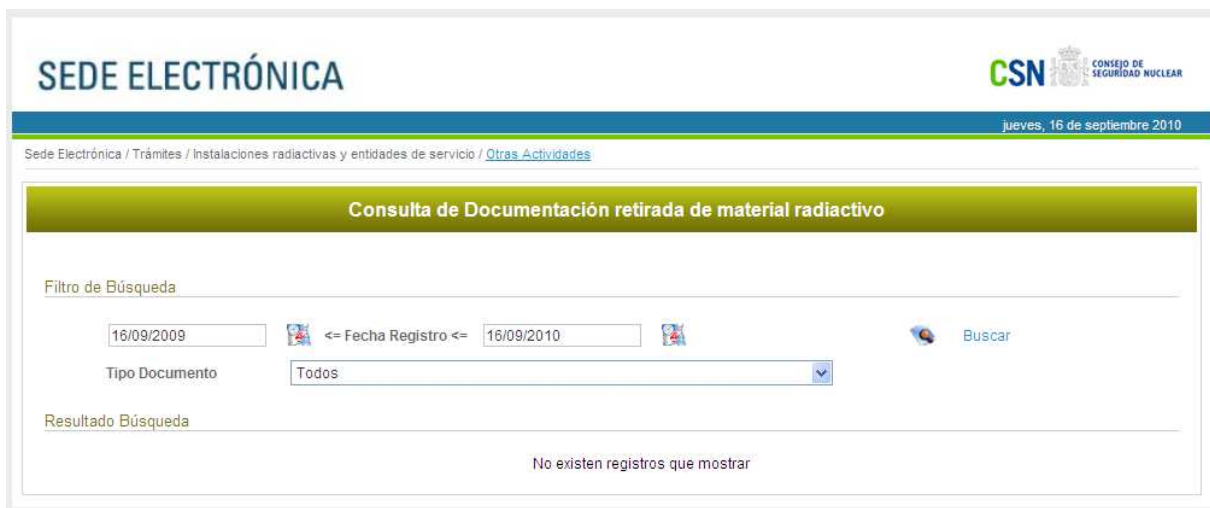 SEDE ELECTRÓNICA
CSN CONSEJO DE
SEGURIDAD NUCLEAR
jueves, 16 de septiembre 2010
Sede Electrónica / Trámites / Instalaciones radiactivas y entidades de servicio / Otras Actividades
Consulta de Documentación retirada de material radiactivo
Filtro de Búsqueda
16/09/2009 <= Fecha Registro <= 16/09/2010 Buscar
Tipo Documento Todos
Resultado Búsqueda
No existen registros que mostrar